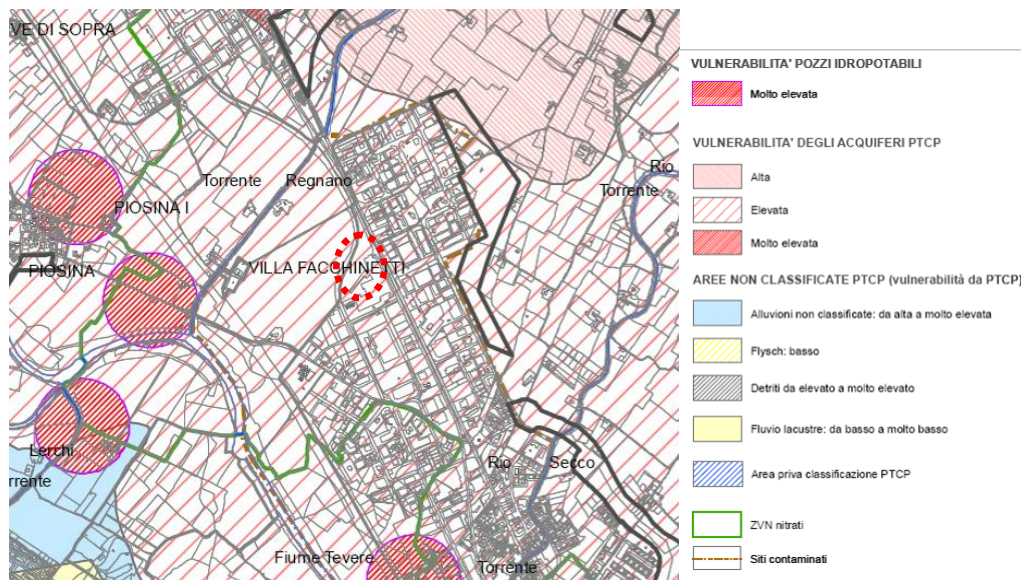 VE DI SOPRA
Torrente Regnano
Rio
Torrente
PIOSINA I
PIOSINA
VILLA FACCHINETTI
Lerchi
rrente
Rio Secco
Fiume Tevere
Torrente
VULNERABILITA' POZZI IDROPOTABILI
Molto elevata
VULNERABILITA' DEGLI ACQUIFERI PTCP
Alta
Elevata
Molto elevata
AREE NON CLASSIFICATE PTCP (vulnerabilità da PTCP)
Alluvioni non classificate: da alta a molto elevata
Flysch: basso
Detriti da elevato a molto elevato
Fluvio lacustre: da basso a molto basso
Area priva classificazione PTCP
ZVN nitrati
Siti contaminati